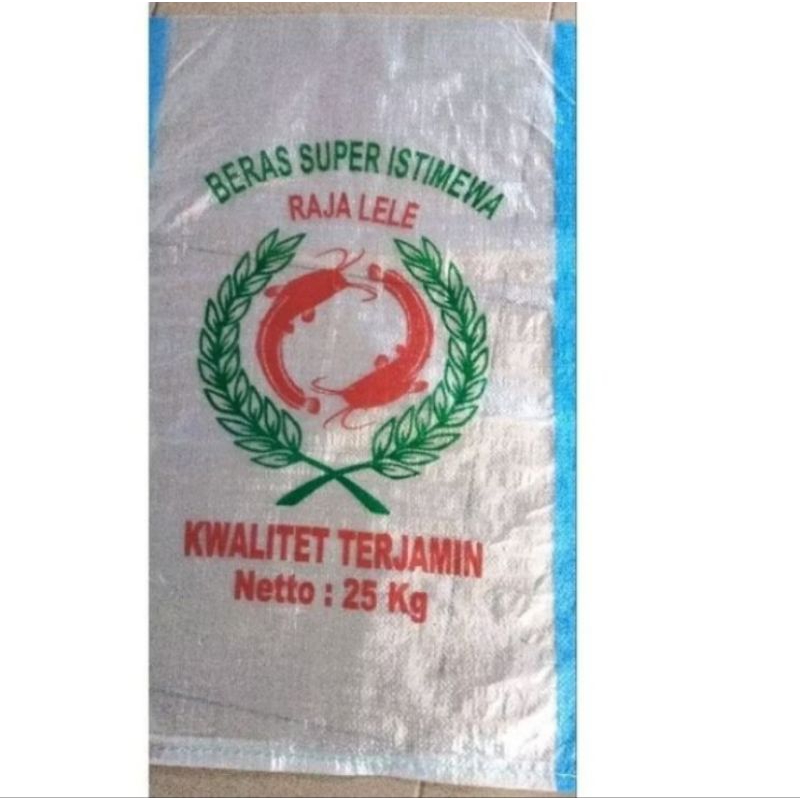 BERAS SUPER ISTIMEWA
RAJA LELE
KWALITET TERJAMIN
Netto : 25 Kg